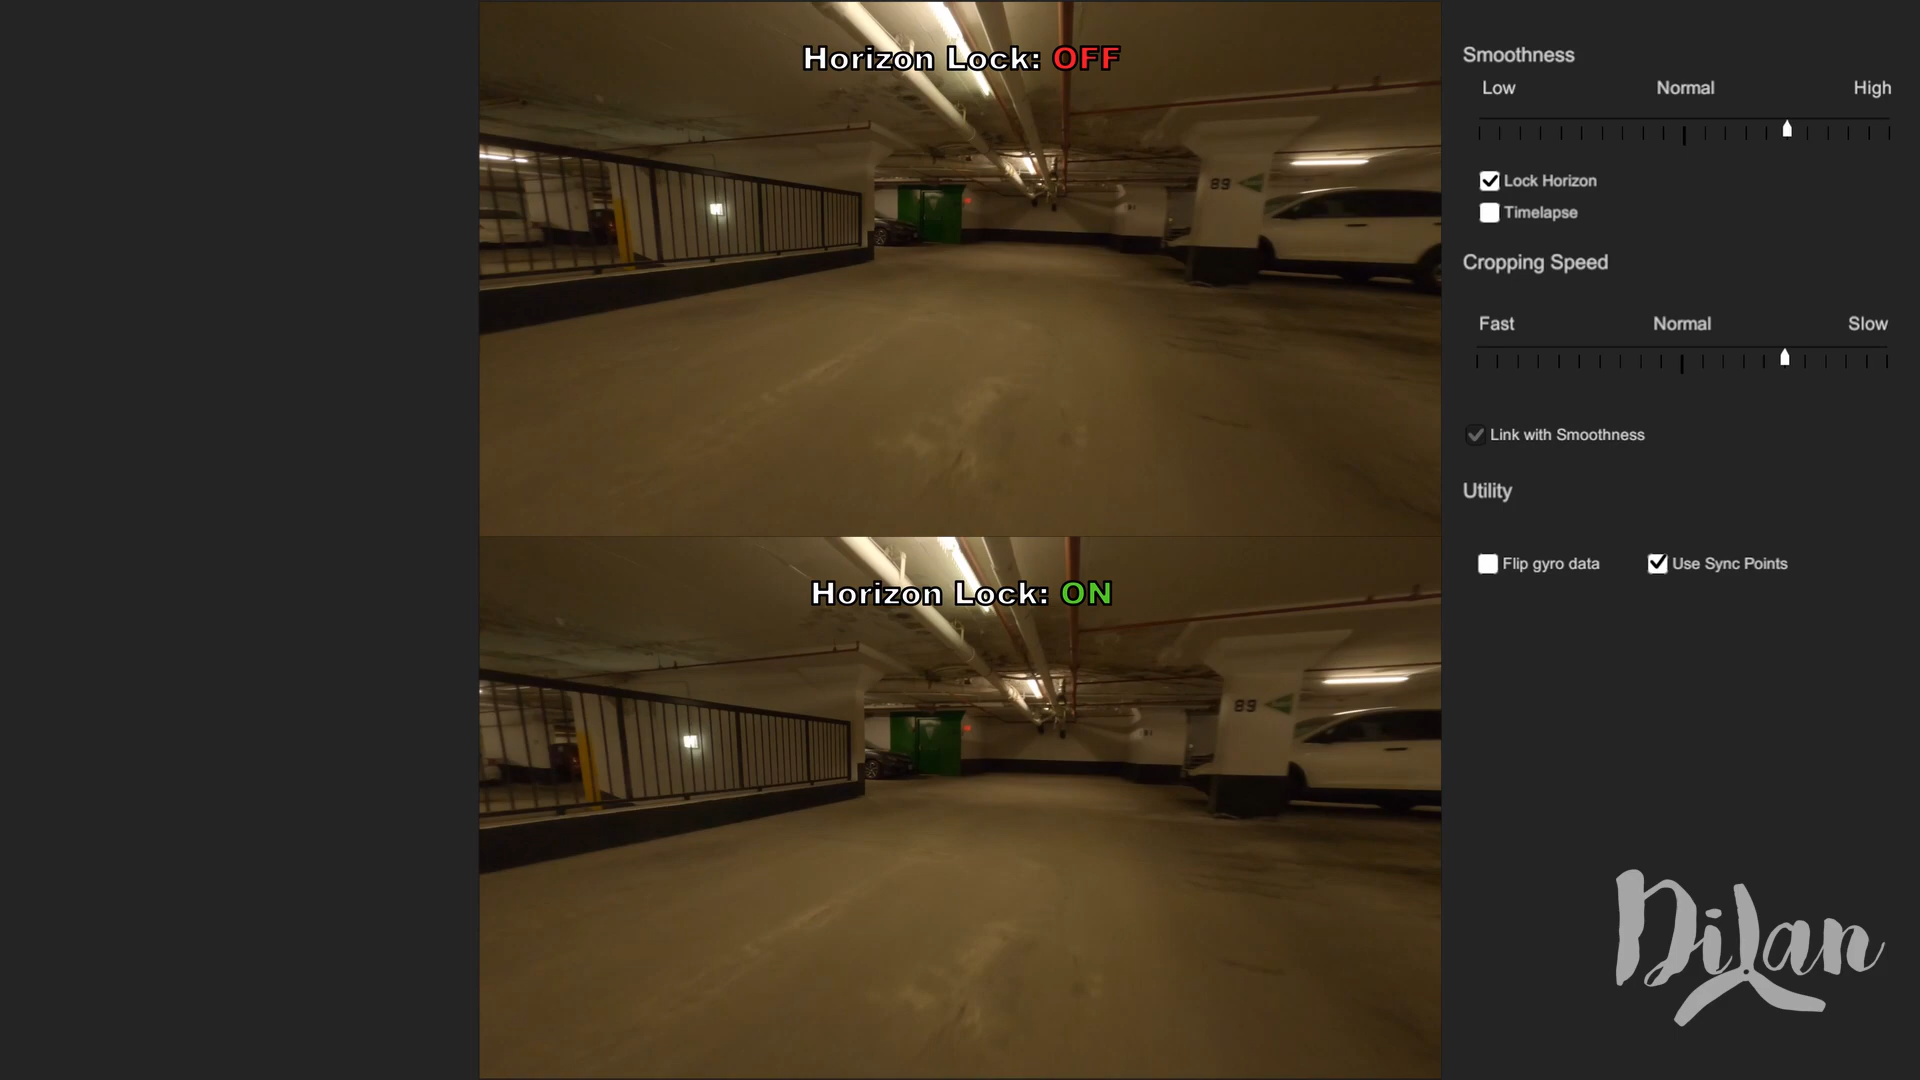 Horizon Lock: OFF
89
Horizon Lock: ON
89
Smoothness
Low Normal High
Lock Horizon
Timelapse
Cropping Speed
Fast Normal Slow
Link with Smoothness
Utility
Flip gyro data Use Sync Points
Dilan